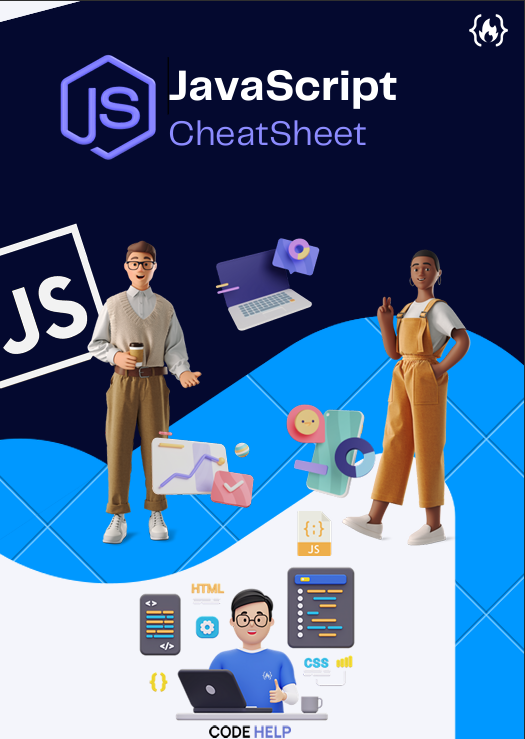 JS
JavaScript
CheatSheet
JS
{:}
JS
HTML
<>
</>
{}
CSS
CODE HELP